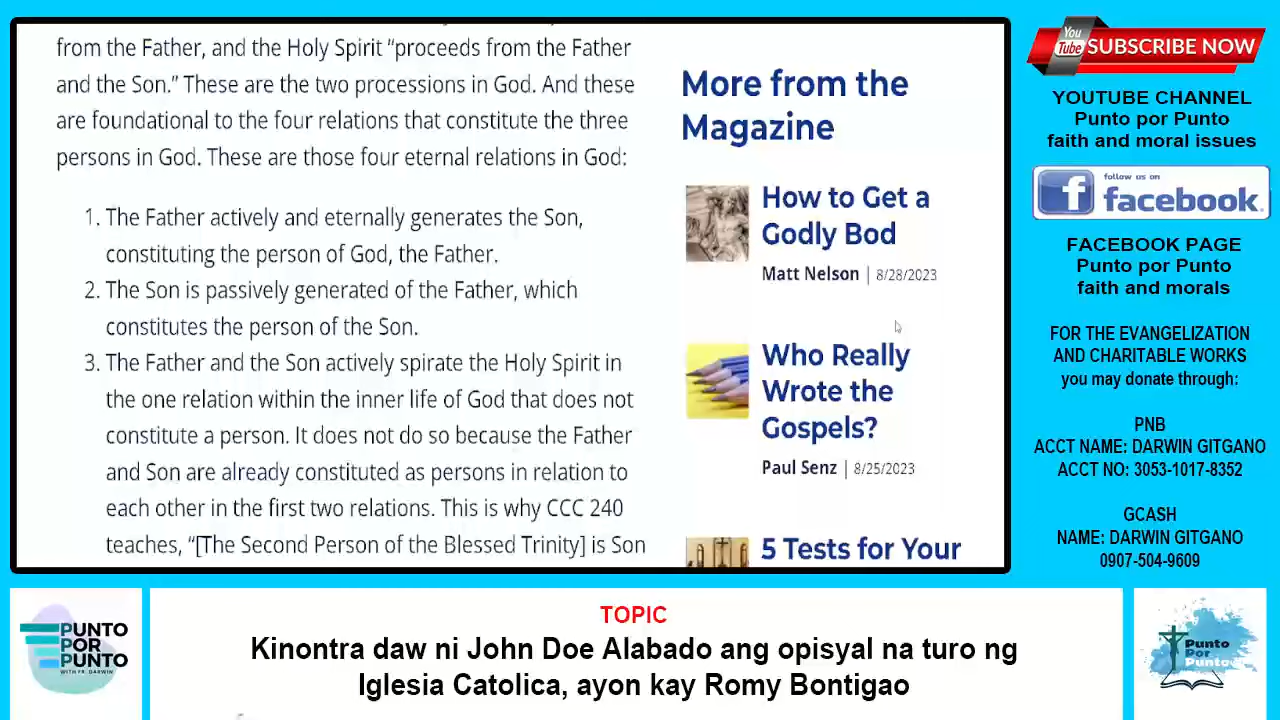 from the Father, and the Holy Spirit “proceeds from the Father
and the Son.” These are the two processions in God. And these
are foundational to the four relations that constitute the three
persons in God. These are those four eternal relations in God:
1. The Father actively and eternally generates the Son,
constituting the person of God, the Father.
2. The Son is passively generated of the Father, which
constitutes the person of the Son.
3. The Father and the Son actively spirate the Holy Spirit in
the one relation within the inner life of God that does not
constitute a person. It does not do so because the Father
and Son are already constituted as persons in relation to
each other in the first two relations. This is why CCC 240
teaches, “[The Second Person of the Blessed Trinity] is Son
More from the
Magazine
How to Get a
Godly Bod
Matt Nelson | 8/28/2023
Who Really
Wrote the
Gospels?
Paul Senz | 8/25/2023
5 Tests for Your
You
Tube
SUBSCRIBE NOW
YOUTUBE CHANNEL
Punto por Punto
faith and moral issues
follow us on
f facebook.
FACEBOOK PAGE
Punto por Punto
faith and morals
FOR THE EVANGELIZATION
AND CHARITABLE WORKS
you may donate through:
PNB
ACCT NAME: DARWIN GITGANO
ACCT NO: 3053-1017-8352
GCASH
NAME: DARWIN GITGANO
0907-504-9609
PUNTO
POR
PUNTO
WITH FR. DARWIN
TOPIC
Kinontra daw ni John Doe Alabado ang opisyal na turo ng
Iglesia Catolica, ayon kay Romy Bontigao
Punto
Por
Punto